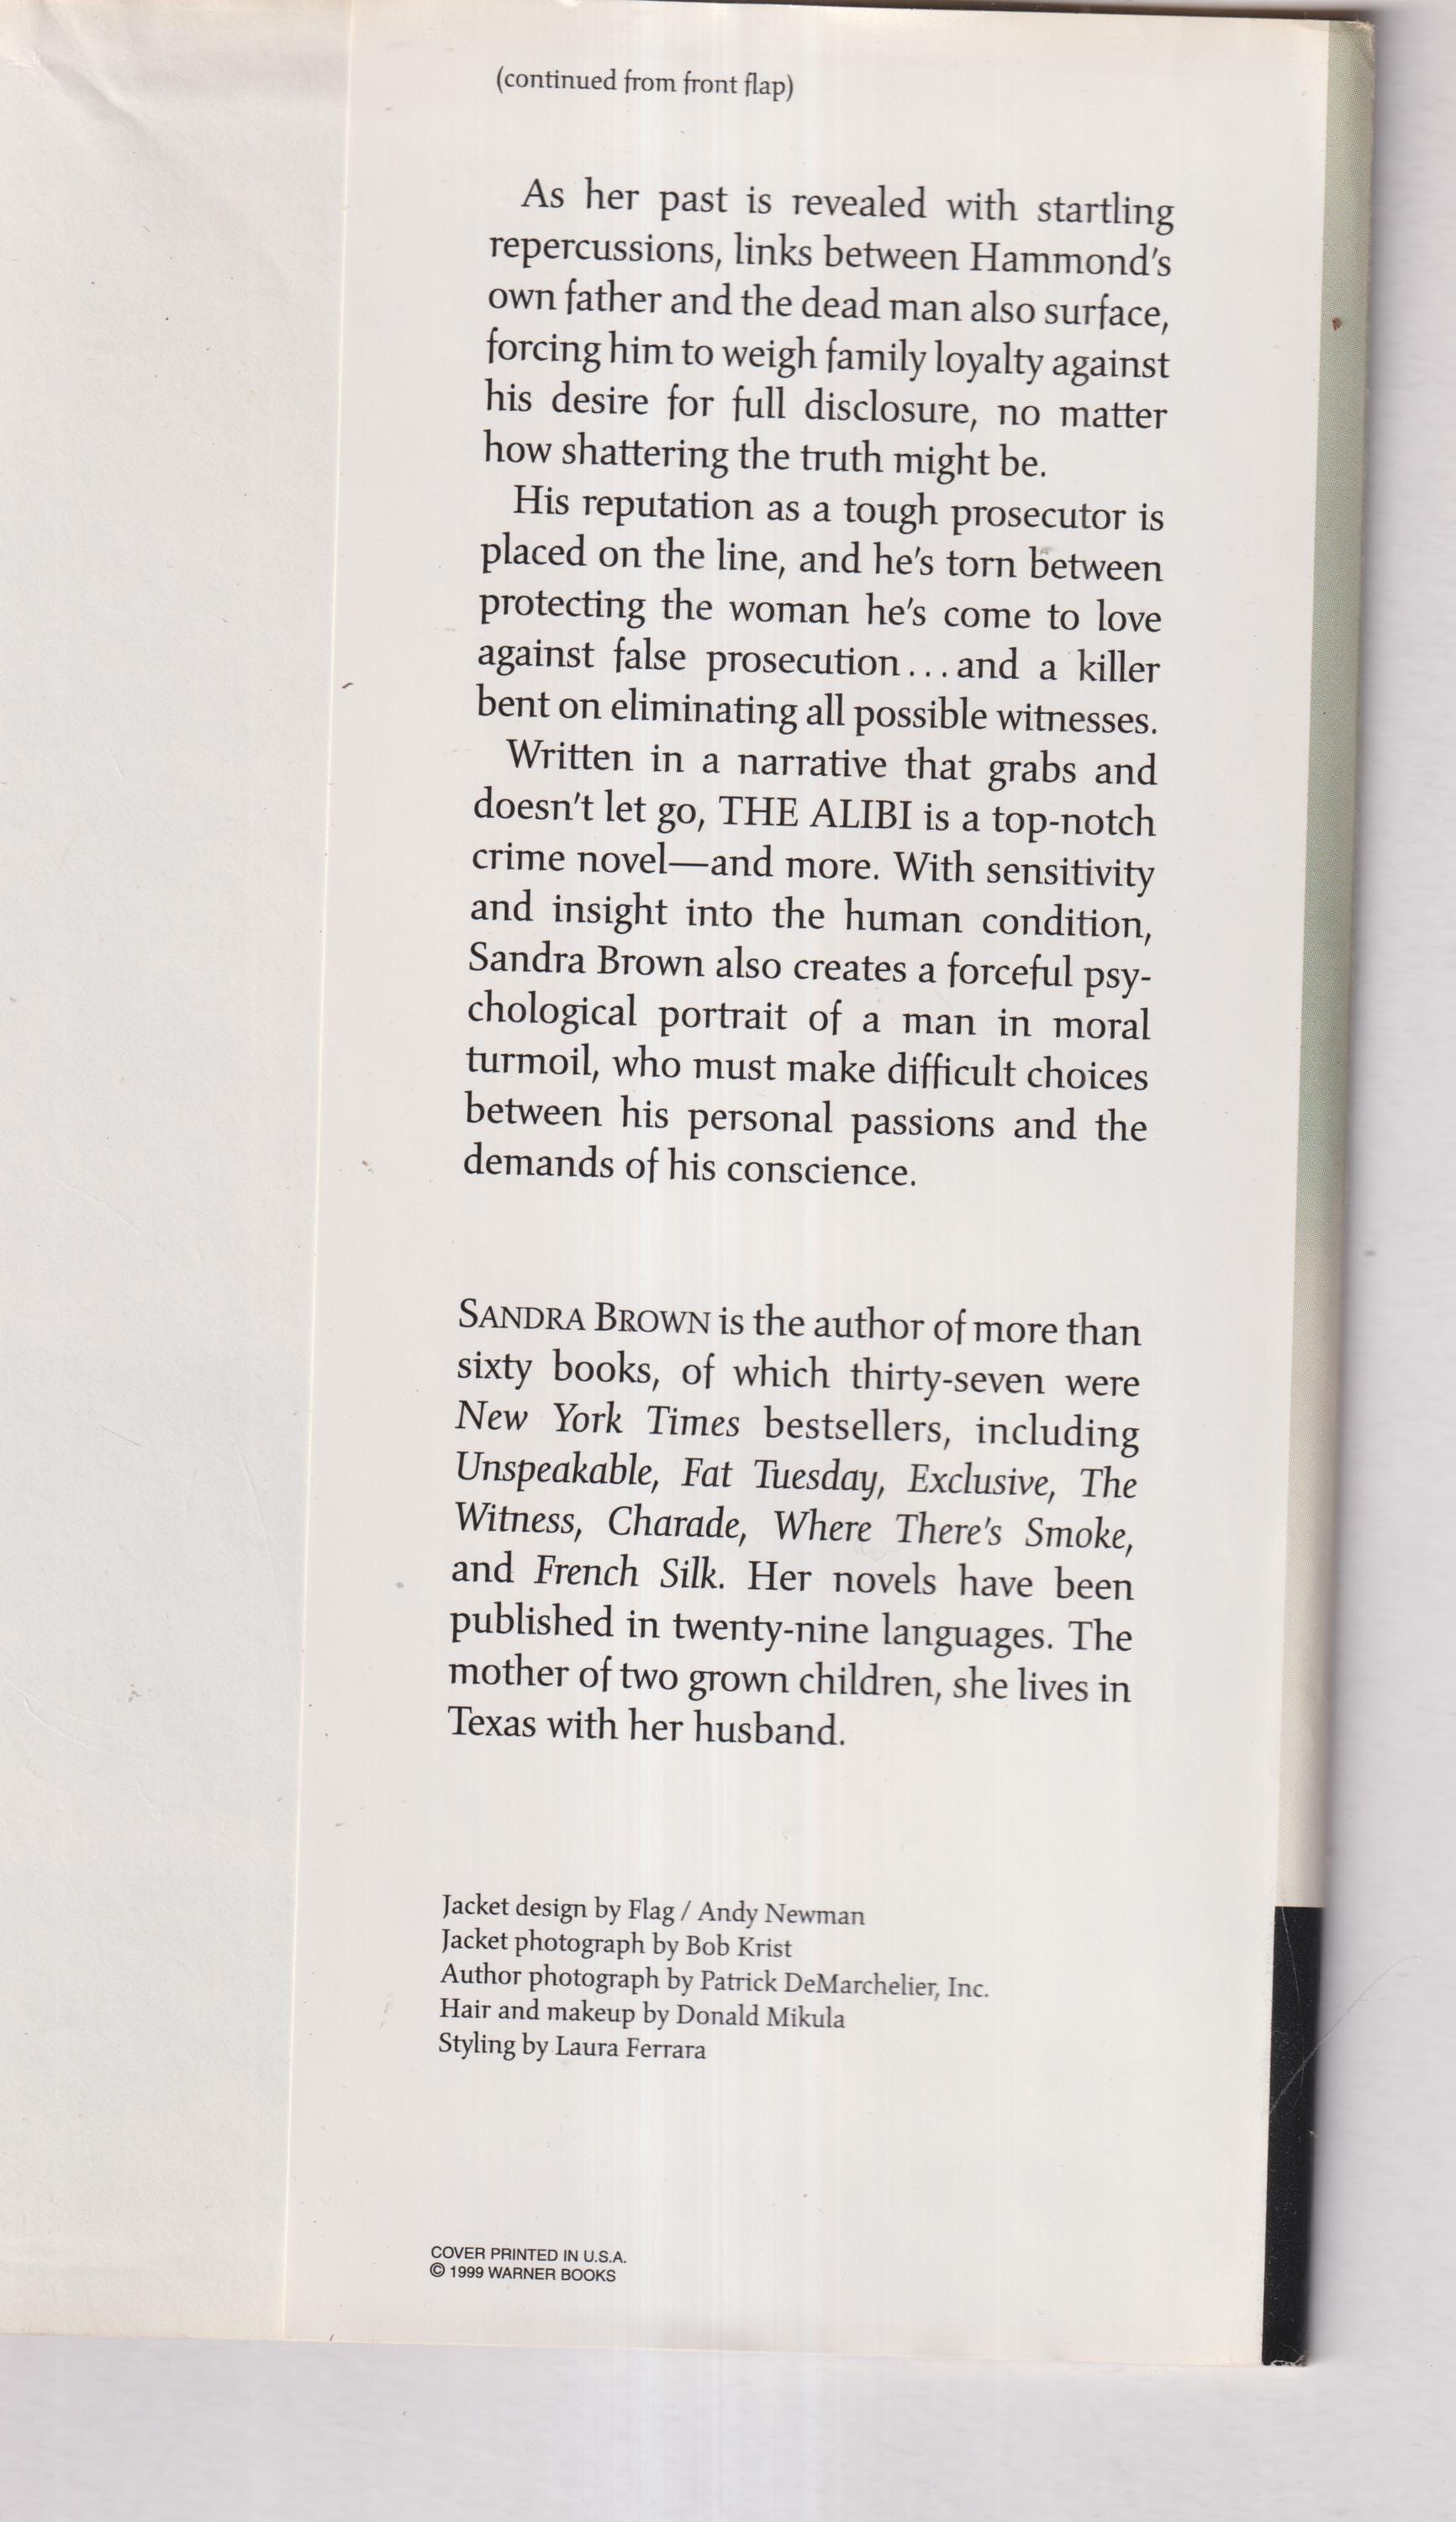 (continued from front flap)
As her past is revealed with startling
repercussions, links between Hammond's
own father and the dead man also surface,
forcing him to weigh family loyalty against
his desire for full disclosure, no matter
how shattering the truth might be.
His reputation as a tough prosecutor is
placed on the line, and he's torn between
protecting the woman he's come to love
against false prosecution...and a killer
bent on eliminating all possible witnesses.
Written in a narrative that grabs and
doesn't let go, THE ALIBI is a top-notch
crime novel—and more. With sensitivity
and insight into the human condition,
Sandra Brown also creates a forceful psy-
chological portrait of a man in moral
turmoil, who must make difficult choices
between his personal passions and the
demands of his conscience.
SANDRA BROWN is the author of more than
sixty books, of which thirty-seven were
New York Times bestsellers, including
Unspeakable, Fat Tuesday, Exclusive, The
Witness, Charade, Where There's Smoke,
and French Silk. Her novels have been
published in twenty-nine languages. The
mother of two grown children, she lives in
Texas with her husband.
Jacket design by Flag / Andy Newman
Jacket photograph by Bob Krist
Author photograph by Patrick DeMarchelier, Inc.
Hair and makeup by Donald Mikula
Styling by Laura Ferrara
COVER PRINTED IN U.S.A.
© 1999 WARNER BOOKS